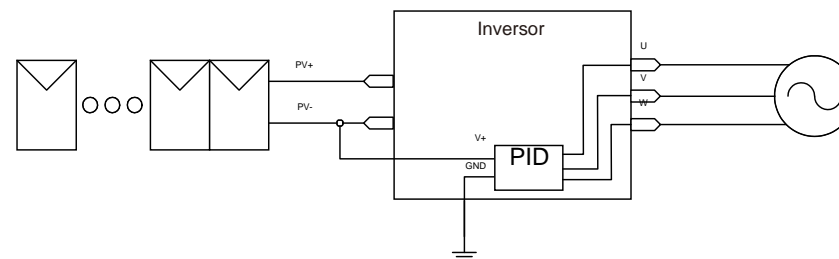 Inversor
U
PV+
V
W
PV-
V+
PID
GND